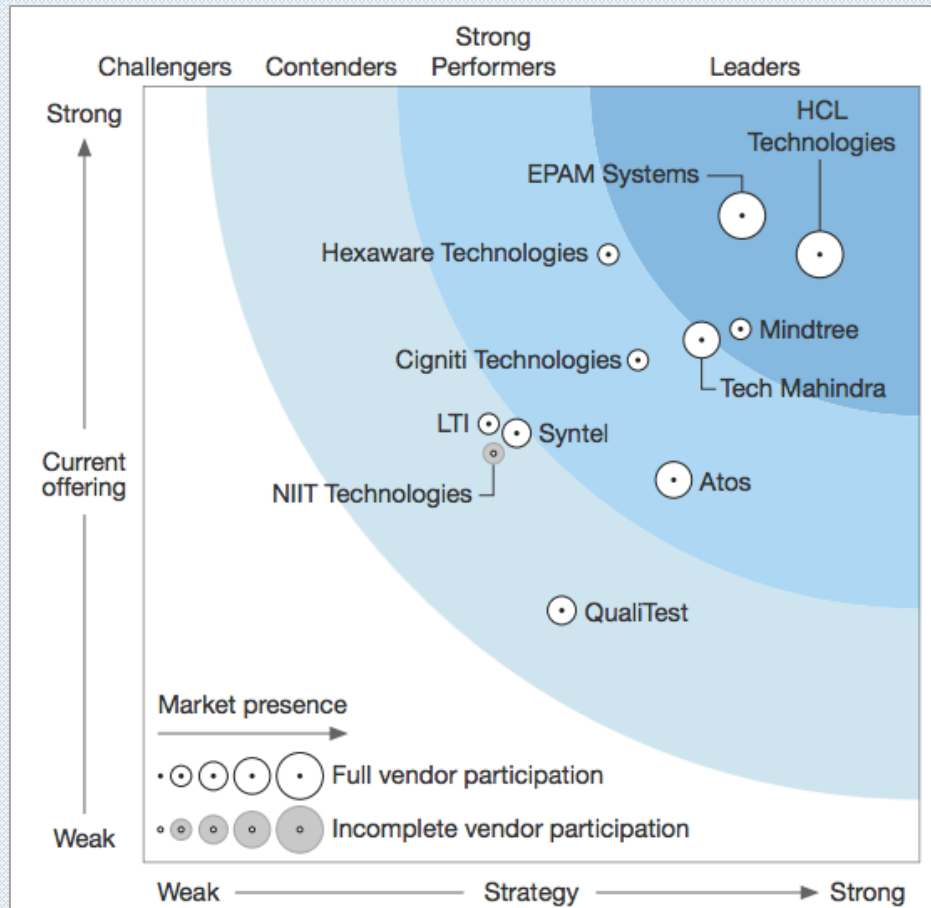 Strong
Challengers Contenders Performers Leaders
Strong
HCL
Technologies
EPAM Systems
Hexaware Technologies
Mindtree
Cigniti Technologies
Tech Mahindra
LTI
Syntel
Current
offering
NIIT Technologies
Atos
QualiTest
Market presence
Full vendor participation
Incomplete vendor participation
Weak
Weak Strategy Strong